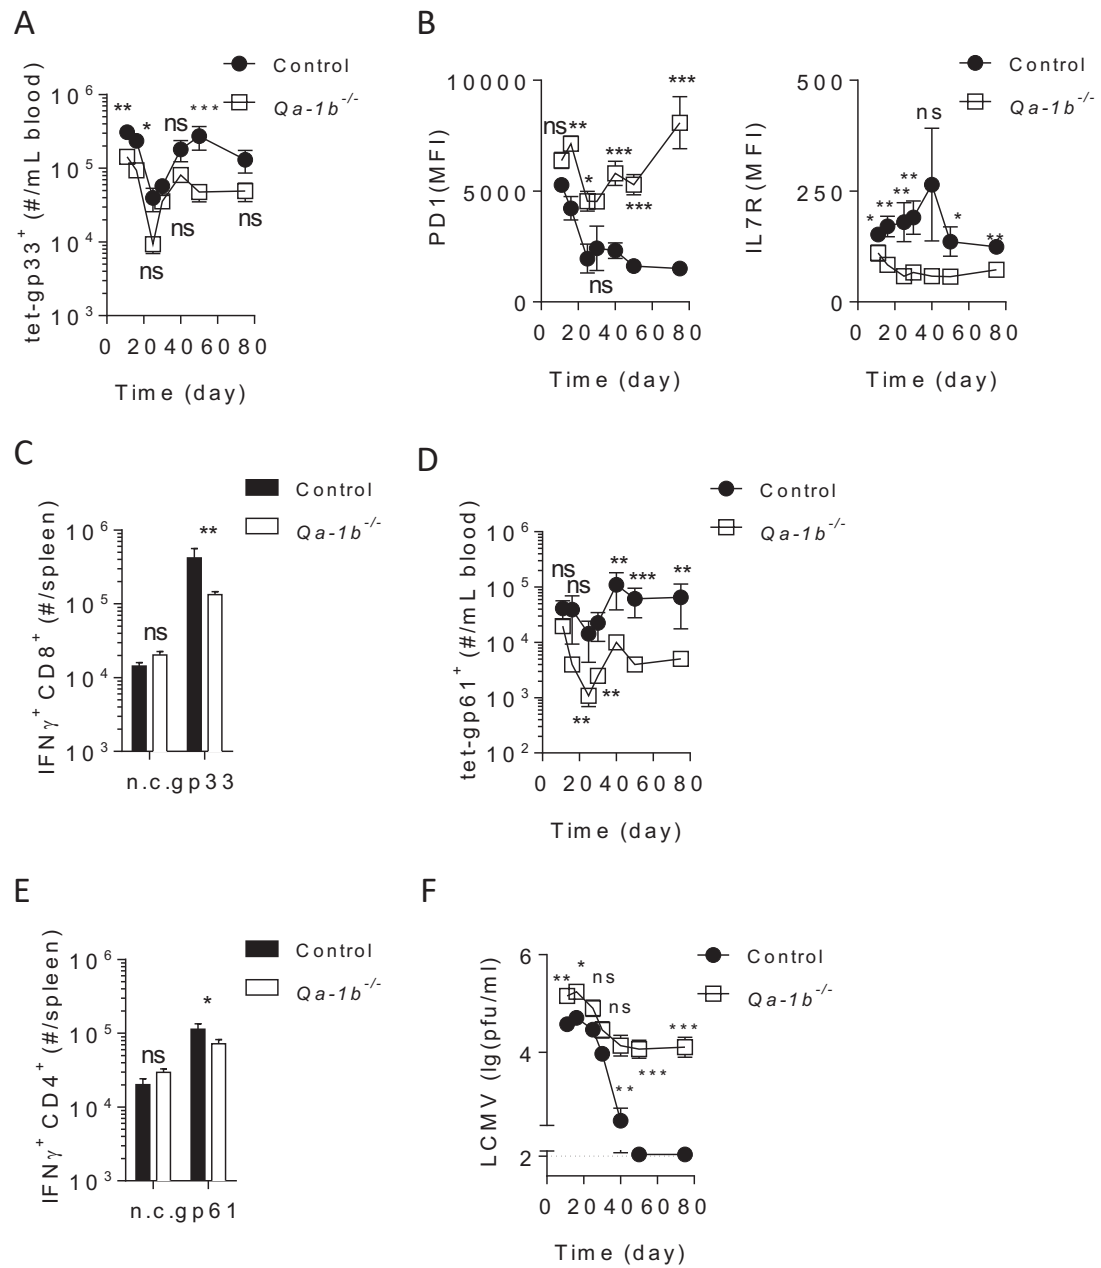 A
Control
Qa-1b-/-
tet-gp33+ (#/mL blood)
10 6
10 5
10 4
10 3
** * ns ***
ns
ns
ns
0 20 40 60 80
Time (day)
B
PD1(MFI)
10000
5000
0
ns ** * *** ***
***
ns
0 20 40 60 80
Time (day)
Control
Qa-1b-/-
IL7R(MFI)
500
250
0
* ** ** ** ns * **
0 20 40 60 80
Time (day)
C
Control
Qa-1b-/-
IFNγ+ CD8+ (#/spleen)
10 6
10 5
10 4
10 3
ns **
n.c.gp33
D
Control
Qa-1b-/-
tet-gp61+ (#/mL blood)
10 6
10 5
10 4
10 3
10 2
ns ns ** *** **
**
**
0 20 40 60 80
Time (day)
E
Control
Qa-1b-/-
IFNγ+ CD4+ (#/spleen)
10 6
10 5
10 4
10 3
ns *
n.c.gp61
F
Control
Qa-1b-/-
LCMV (lg(pfu/ml)
6
4
2
** * ns
ns
***
***
**
0 20 40 60 80
Time (day)